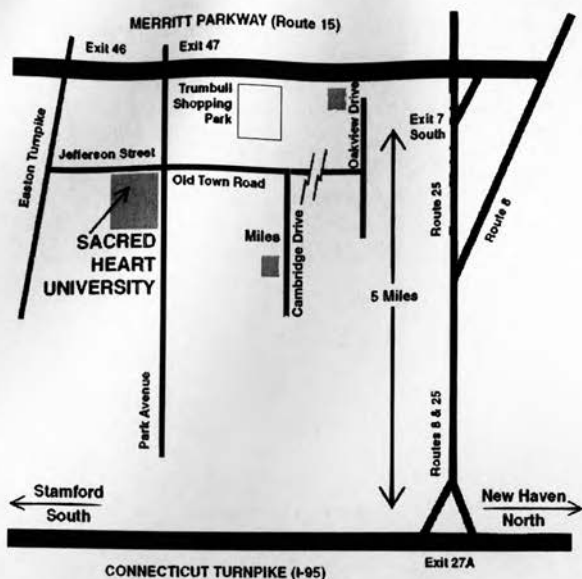 MERRITT PARKWAY (Route 15)
Exit 46
Exit 47
Easton Turnpike
Trumbull
Shopping
Park
Oakview Drive
Exit 7
South
Jefferson Street
Old Town Road
Route 25
Route 8
SACRED
HEART
UNIVERSITY
Miles
Cambridge Drive
5 Miles
Park Avenue
Routes 8 & 25
Stamford
South
New Haven
North
Exit 27A
CONNECTICUT TURNPIKE (I-95)